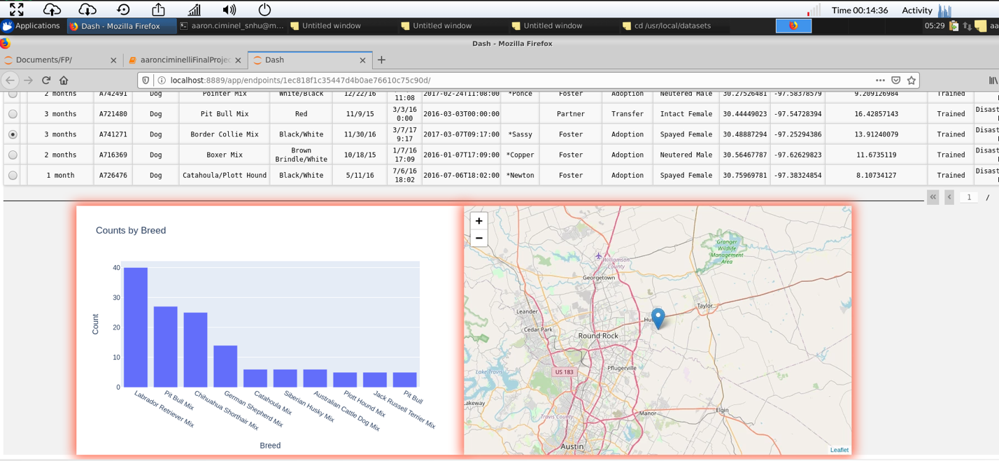 Time 00:14:36 Activity
Applications Dash - Mozilla Firefox aaron.ciminel_snhu@m... Untitled window Untitled window Untitled window cd /usr/local/datasets 05:29 aa
Dash - Mozilla Firefox
Documents/FP/ aaronciminelliFinalProjec Dash
localhost:8889/app/endpoints/1ec818f1c35447d4b0ae76610c75c90d/
2 months A742491 Dog Pointer Mix White/Black 12/22/16 11:08 2017-02-24T11:08:00 *Ponce Foster Adoption Neutered Male 30.27526481 -97.58378579 9.209126984 Trained
3 months A721480 Dog Pit Bull Mix Red 11/9/15 3/3/16 0:00 2016-03-03T00:00:00 Partner Transfer Intact Female 30.44449023 -97.54728394 16.42857143 Trained Disast
3 months A741271 Dog Border Collie Mix Black/White 11/30/16 3/7/17 9:17 2017-03-07T09:17:00 *Sassy Foster Adoption Spayed Female 30.48887294 -97.25294386 13.91240079 Trained Disast
2 months A716369 Dog Boxer Mix Brown Brindle/White 10/18/15 1/7/16 17:09 2016-01-07T17:09:00 *Copper Foster Adoption Neutered Male 30.56467787 -97.62629823 11.6735119 Trained Disast
1 month A726476 Dog Catahoula/Plott Hound Black/White 5/11/16 7/6/16 18:02 2016-07-06T18:02:00 *Newton Foster Adoption Spayed Female 30.75969781 -97.38324854 8.10734127 Trained Disast
« ‹ 1 /
Counts by Breed
40
30
20
10
0
Count
Labrador Retriever Mix
Pit Bull Mix
Chihuahua Shorthair Mix
German Shepherd Mix
Catahoula Mix
Siberian Husky Mix
Australian Cattle Dog Mix
Plott Hound Mix
Jack Russell Terrier Mix
Pit Bull
Breed
+
−
Granger
Wildlife
Management
Area
Williamson
County
Georgetown
Taylor
Leander
Hu
Cedar Park
Round Rock
US 183
Pflugerville
Lake Travis
Lakeway
Travis County
Manor
Elgin
Austin
Leaflet